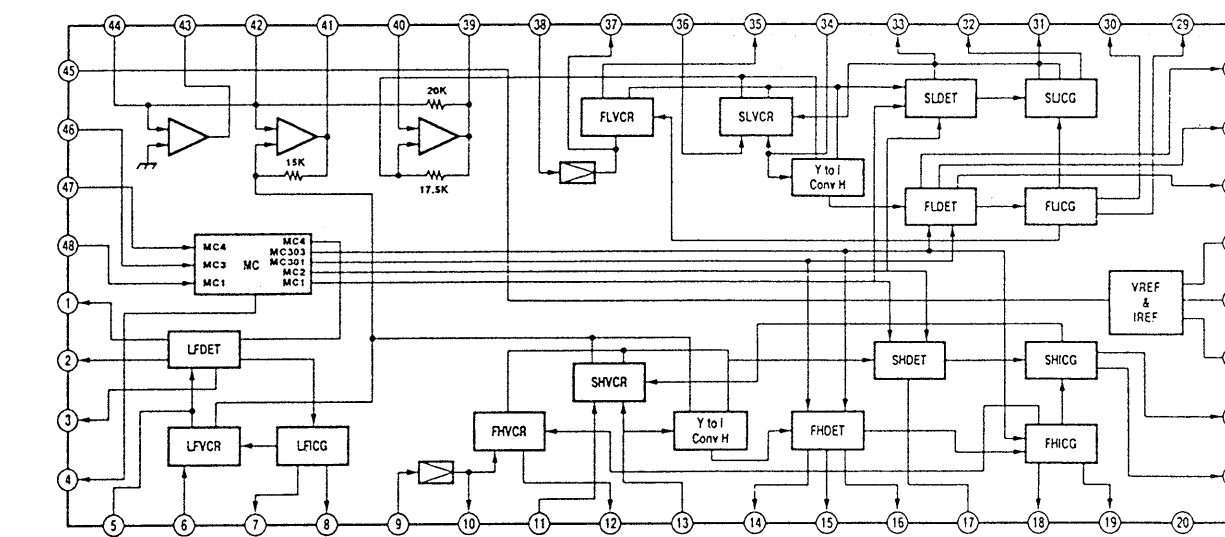 44 43 42 41 40 39 38 37 36 35 34 33 32 31 30 29
45
20K
SLDET SLICG
FLVCR SLVCR
46
15K
Y to I
Conv H
17.5K
47
FLDET FLICG
48
MC4 MC4
MC303
MC3 MC MC301
MC2
MC1 MC1
VREF
&
IREF
1
LFDET
SHDET SHICG
2
SHVCR
3
FHVCR
Y to I
Conv H
FHDET
LFVCR LFICG
FHICG
4
5 6 7 8 9 10 11 12 13 14 15 16 17 18 19 20